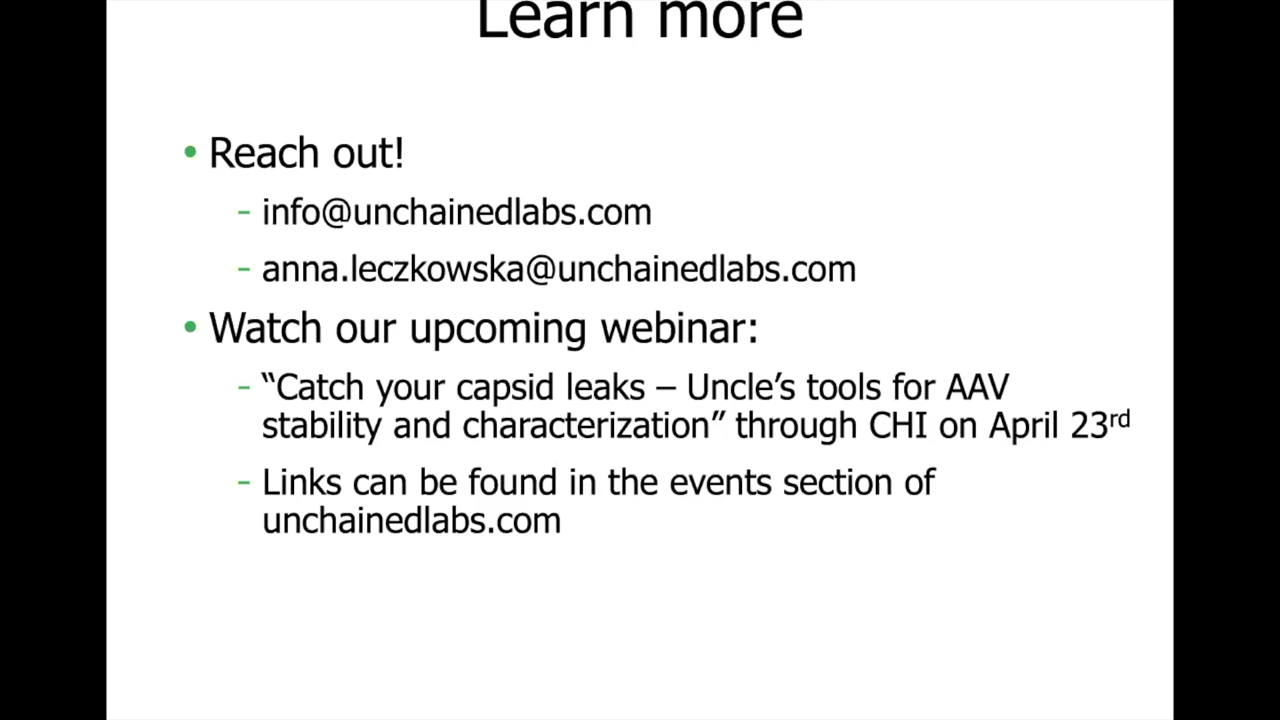 Learn more
• Reach out!
- info@unchainedlabs.com
- anna.leczkowska@unchainedlabs.com
• Watch our upcoming webinar:
- “Catch your capsid leaks – Uncle’s tools for AAV
stability and characterization” through CHI on April 23rd
- Links can be found in the events section of
unchainedlabs.com